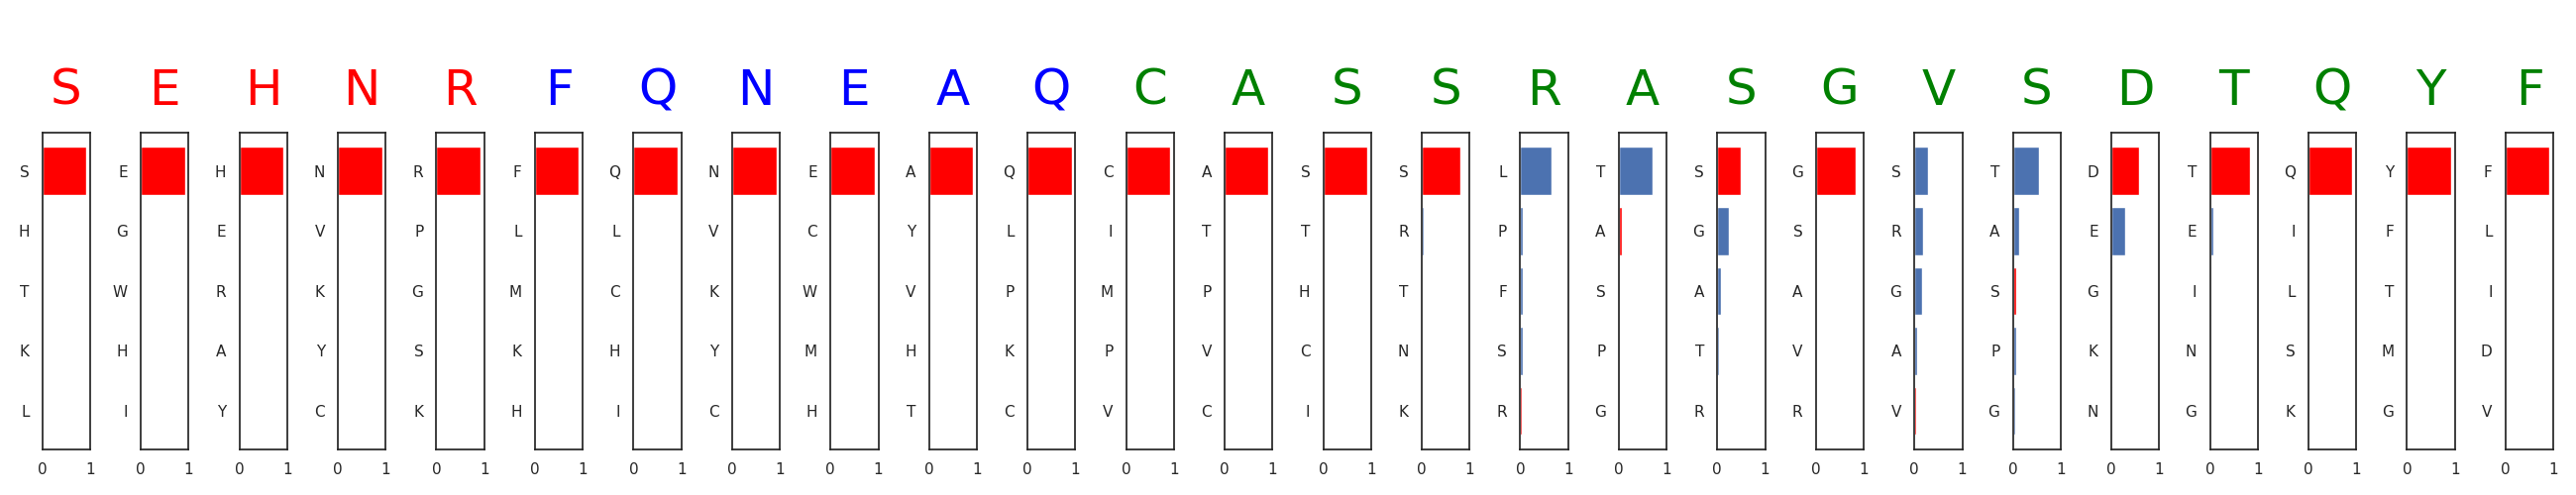 S E H N R F Q N E A Q C A S S R A S G V S D T Q Y F
S E H N R F Q N E A Q C A S S L T S G S T D T Q Y F
H G E V P L L V C Y L I T T R P A G S R A E E I F L
T W R K G M C K W V P M P H T F S A A G S G I L T I
K H A Y S K H Y M H K P V C N S P T V A P K N S M D
L I Y C K H I C H T C V C I K R G R R V G N G K G V
0 1 0 1 0 1 0 1 0 1 0 1 0 1 0 1 0 1 0 1 0 1 0 1 0 1 0 1 0 1 0 1 0 1 0 1 0 1 0 1 0 1 0 1 0 1 0 1 0 1 0 1